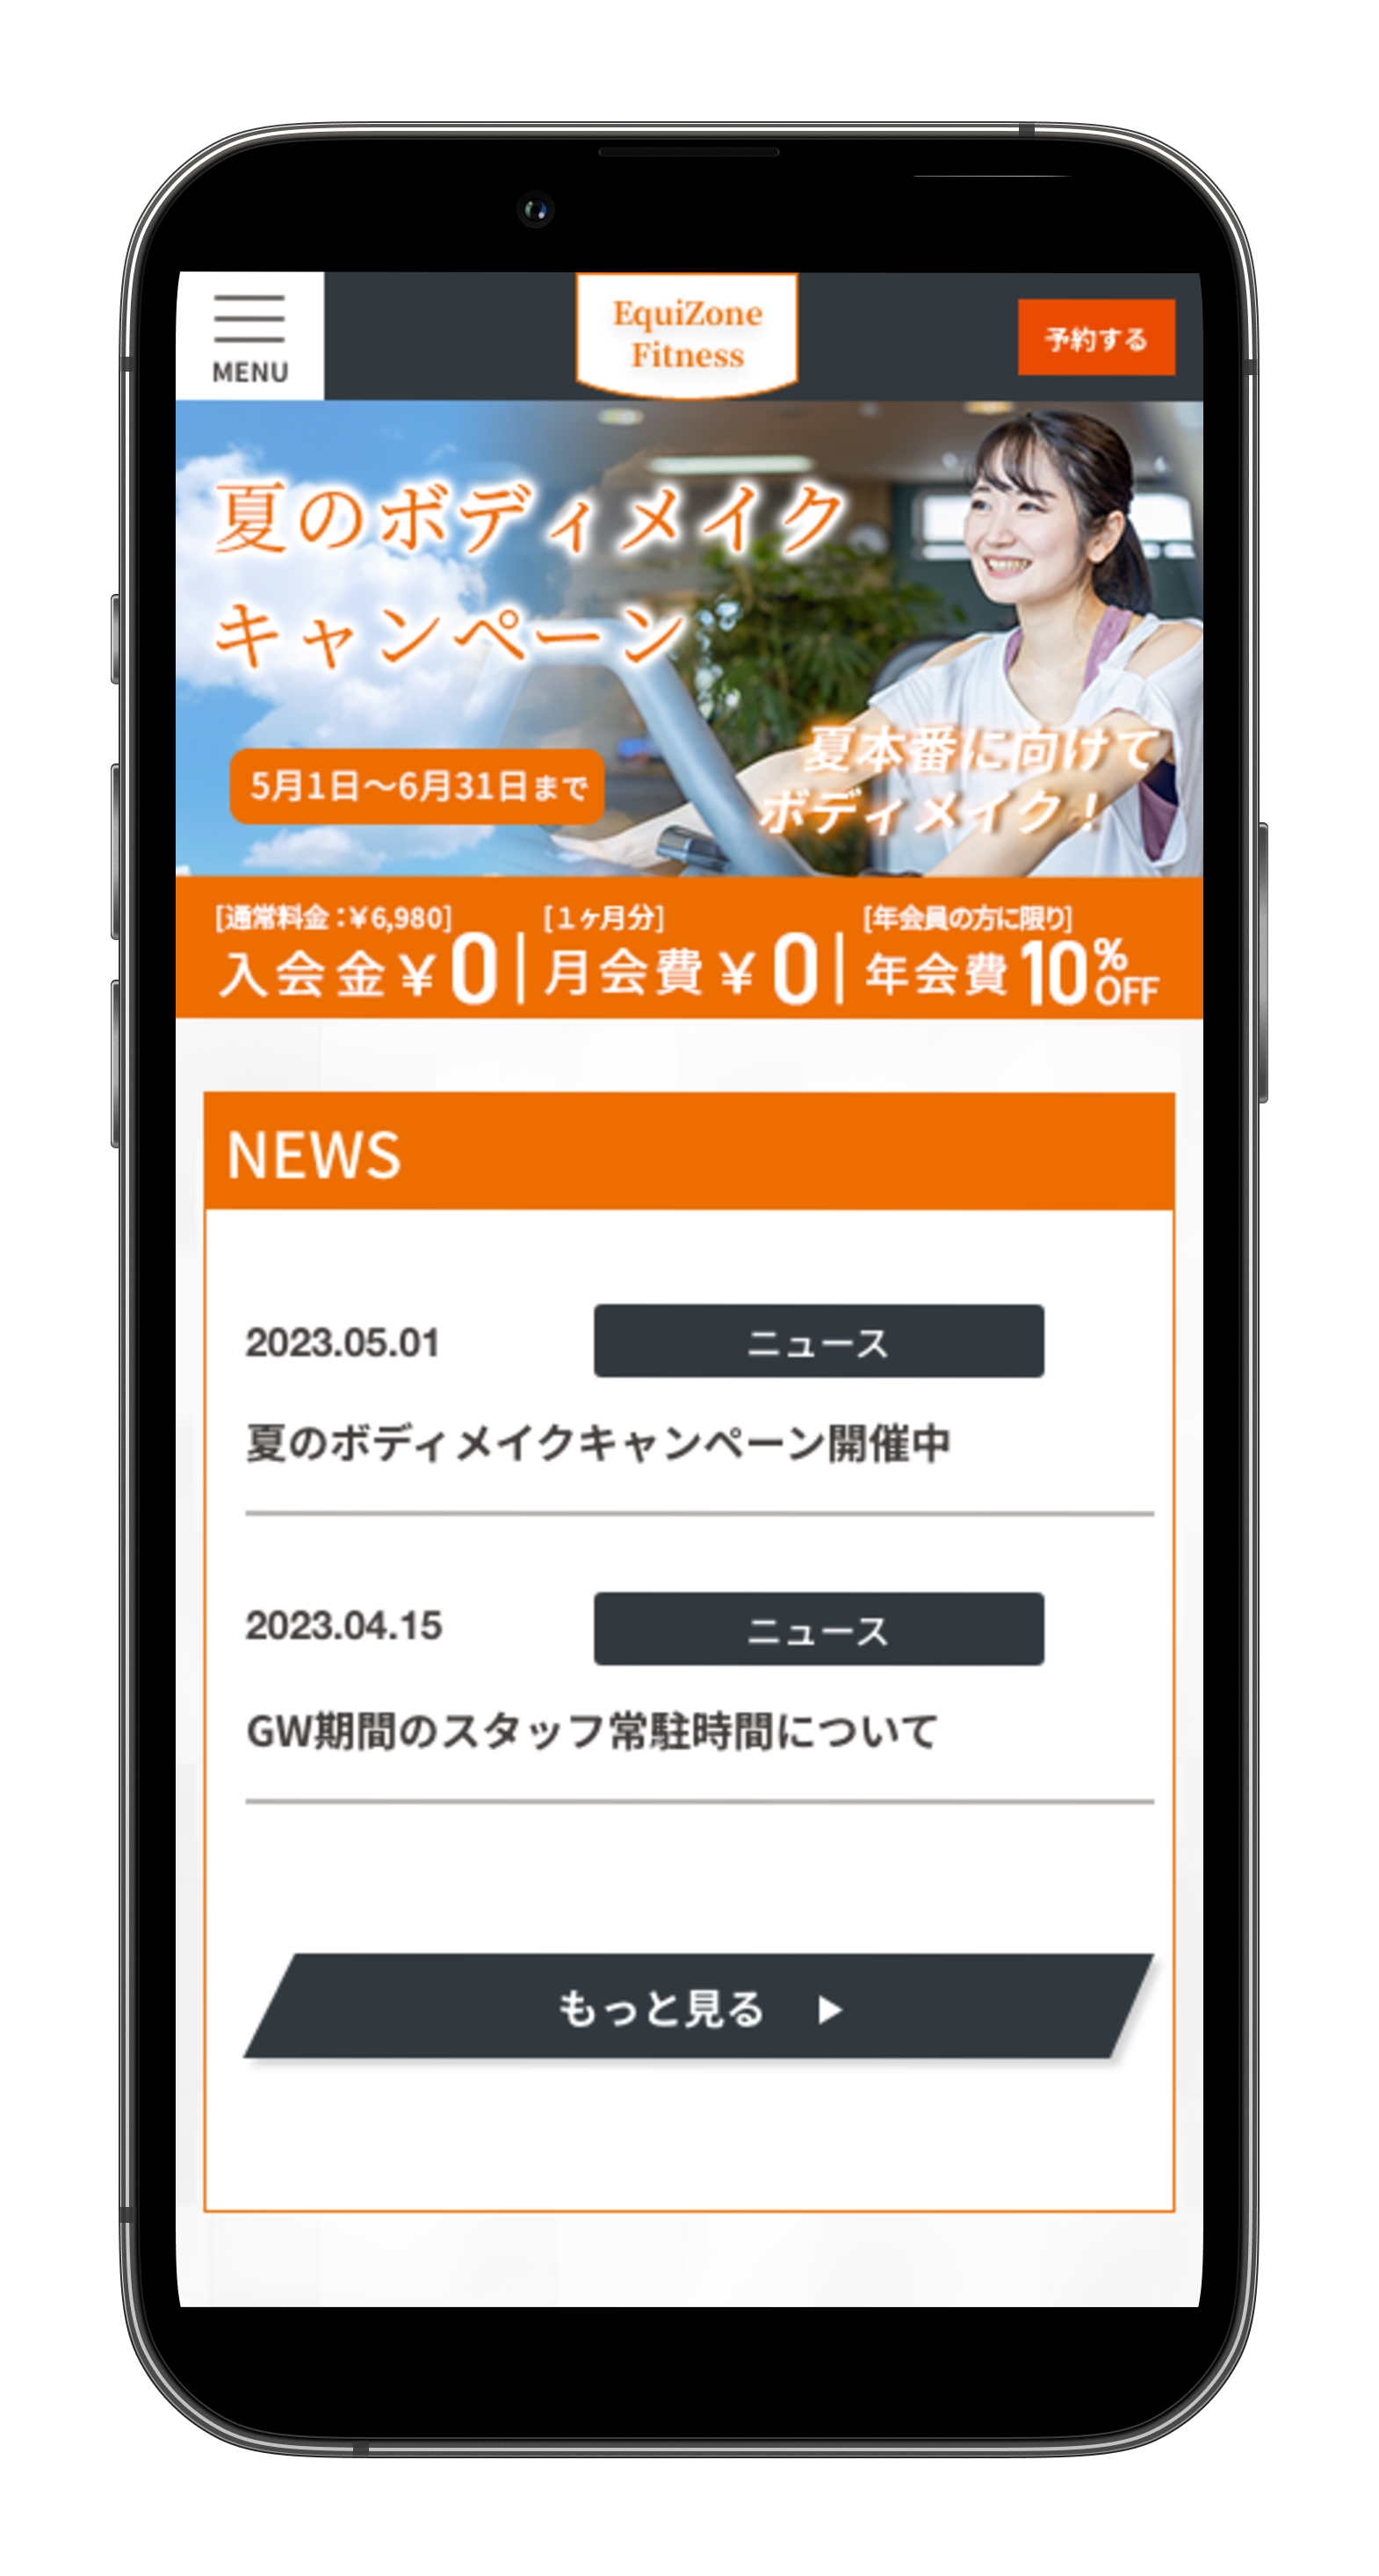 MENU
EquiZone
Fitness
予約する
夏のボディメイク
キャンペーン
5月1日〜6月31日まで
夏本番に向けて
ボディメイク！
[通常料金：¥6,980]
入会金¥0
[1ヶ月分]
月会費¥0
[年会員の方に限り]
年会費10%OFF
NEWS
2023.05.01
ニュース
夏のボディメイクキャンペーン開催中
2023.04.15
ニュース
GW期間のスタッフ常駐時間について
もっと見る ▶